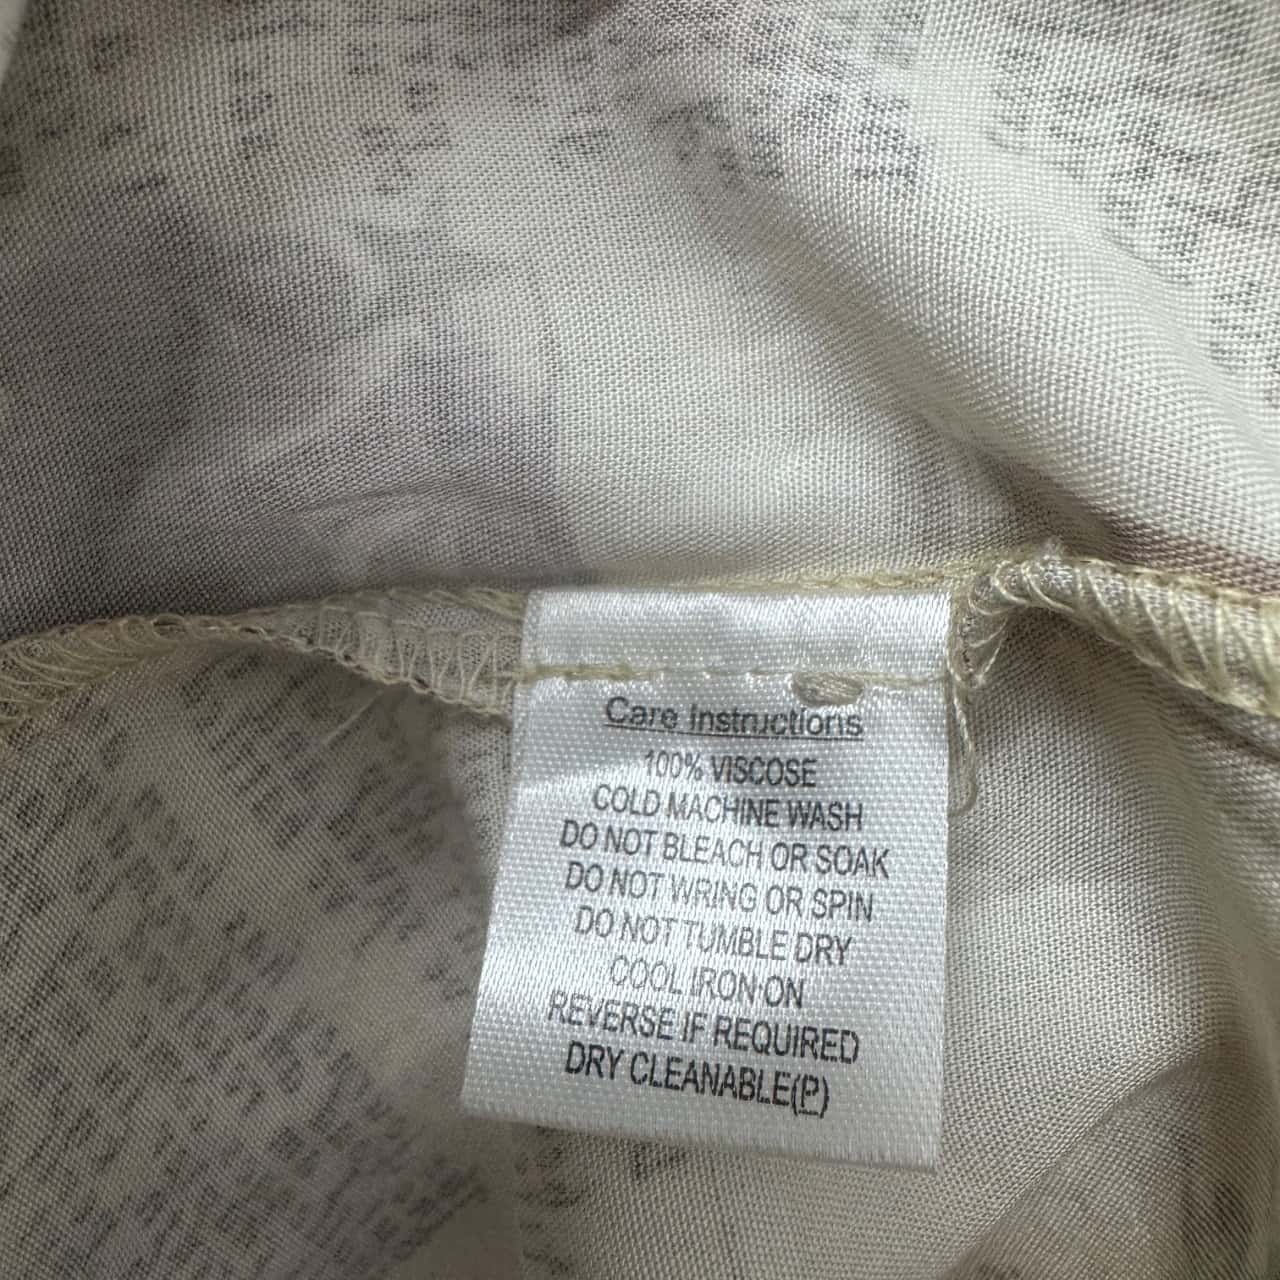 Care Instructions
100% VISCOSE
COLD MACHINE WASH
DO NOT BLEACH OR SOAK
DO NOT WRING OR SPIN
DO NOT TUMBLE DRY
COOL IRON ON
REVERSE IF REQUIRED
DRY CLEANABLE(P)